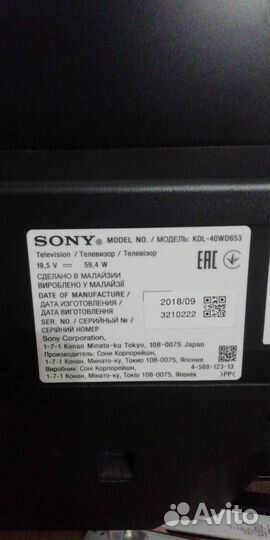 SONY® MODEL NO. / МОДЕЛЬ: KDL-40WD653
Television / Телевизор / Телевізор
19,5 V ⎓ 59,4 W
EAC
СДЕЛАНО В МАЛАЙЗИИ
ВИРОБЛЕНО У МАЛАЙЗІЇ
DATE OF MANUFACTURE /
ДАТА ИЗГОТОВЛЕНИЯ /
ДАТА ВИГОТОВЛЕННЯ
2018/09
SER. NO. / СЕРИЙНЫЙ № /
СЕРІЙНИЙ НОМЕР
3210222
Sony Corporation,
1-7-1 Konan Minato-ku Tokyo, 108-0075 Japan
Производитель: Сони Корпорейшн,
1-7-1 Конан, Минато-ку, Токио 108-0075, Япония.
Виробник: Соні Корпорейшн,
4-588-123-13
1-7-1 Конан, Мінато-ку, Токіо 108-0075, Японія.
>PP<
Avito